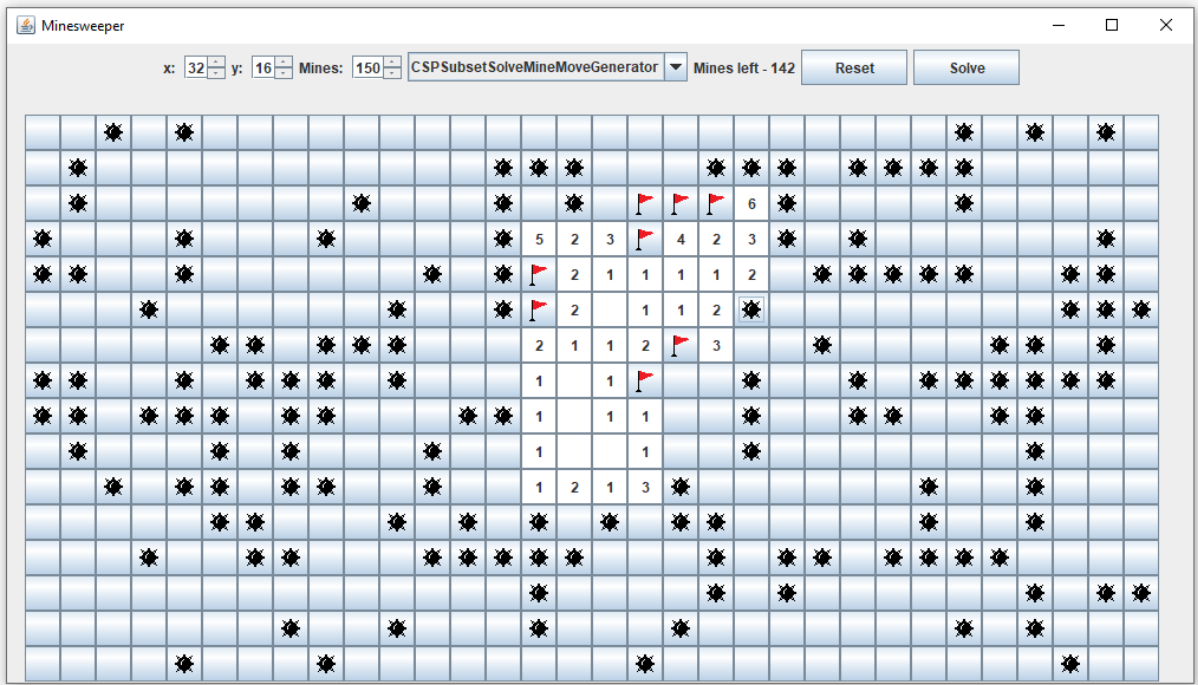 Minesweeper
x: 32 y: 16 Mines: 150 CSPSubsetSolveMineMoveGenerator Mines left - 142 Reset Solve
6
5 2 3 4 2 3
2 1 1 1 1 2
2 1 1 2
2 1 1 2 3
1 1
1 1 1
1 1
1 2 1 3